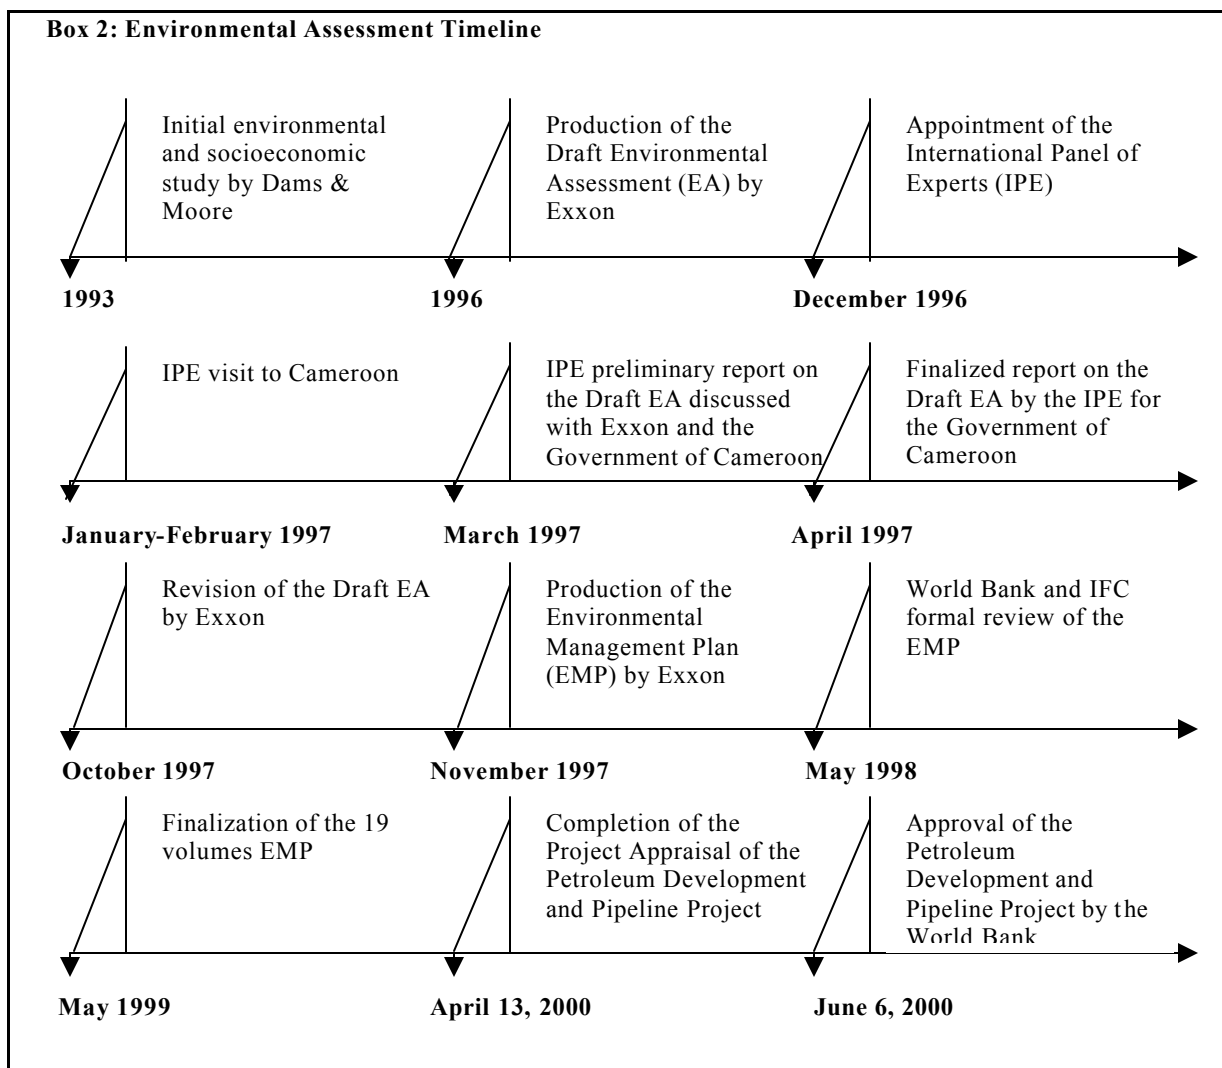 Box 2: Environmental Assessment Timeline
Initial environmental
and socioeconomic
study by Dams &
Moore
1993
Production of the
Draft Environmental
Assessment (EA) by
Exxon
1996
Appointment of the
International Panel of
Experts (IPE)
December 1996
IPE visit to Cameroon
January-February 1997
IPE preliminary report on
the Draft EA discussed
with Exxon and the
Government of Cameroon
March 1997
Finalized report on the
Draft EA by the IPE for
the Government of
Cameroon
April 1997
Revision of the Draft EA
by Exxon
October 1997
Production of the
Environmental
Management Plan
(EMP) by Exxon
November 1997
World Bank and IFC
formal review of the
EMP
May 1998
Finalization of the 19
volumes EMP
May 1999
Completion of the
Project Appraisal of the
Petroleum Development
and Pipeline Project
April 13, 2000
Approval of the
Petroleum
Development and
Pipeline Project by the
World Bank
June 6, 2000